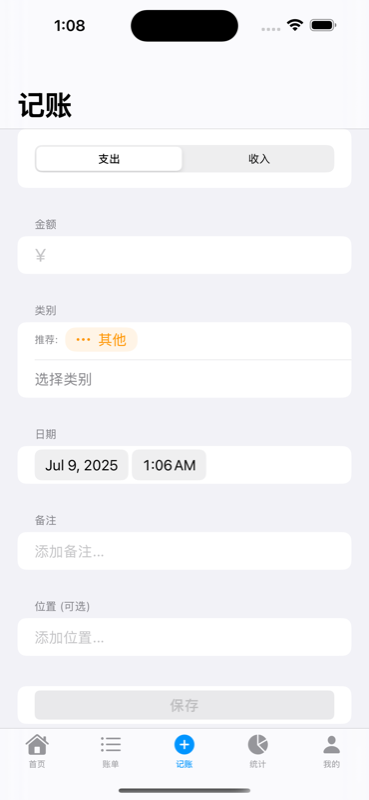 1:08
记账
支出 收入
金额
¥
类别
推荐: ··· 其他
选择类别
日期
Jul 9, 2025 1:06 AM
备注
添加备注...
位置 (可选)
添加位置...
保存
首页 账单 记账 统计 我的